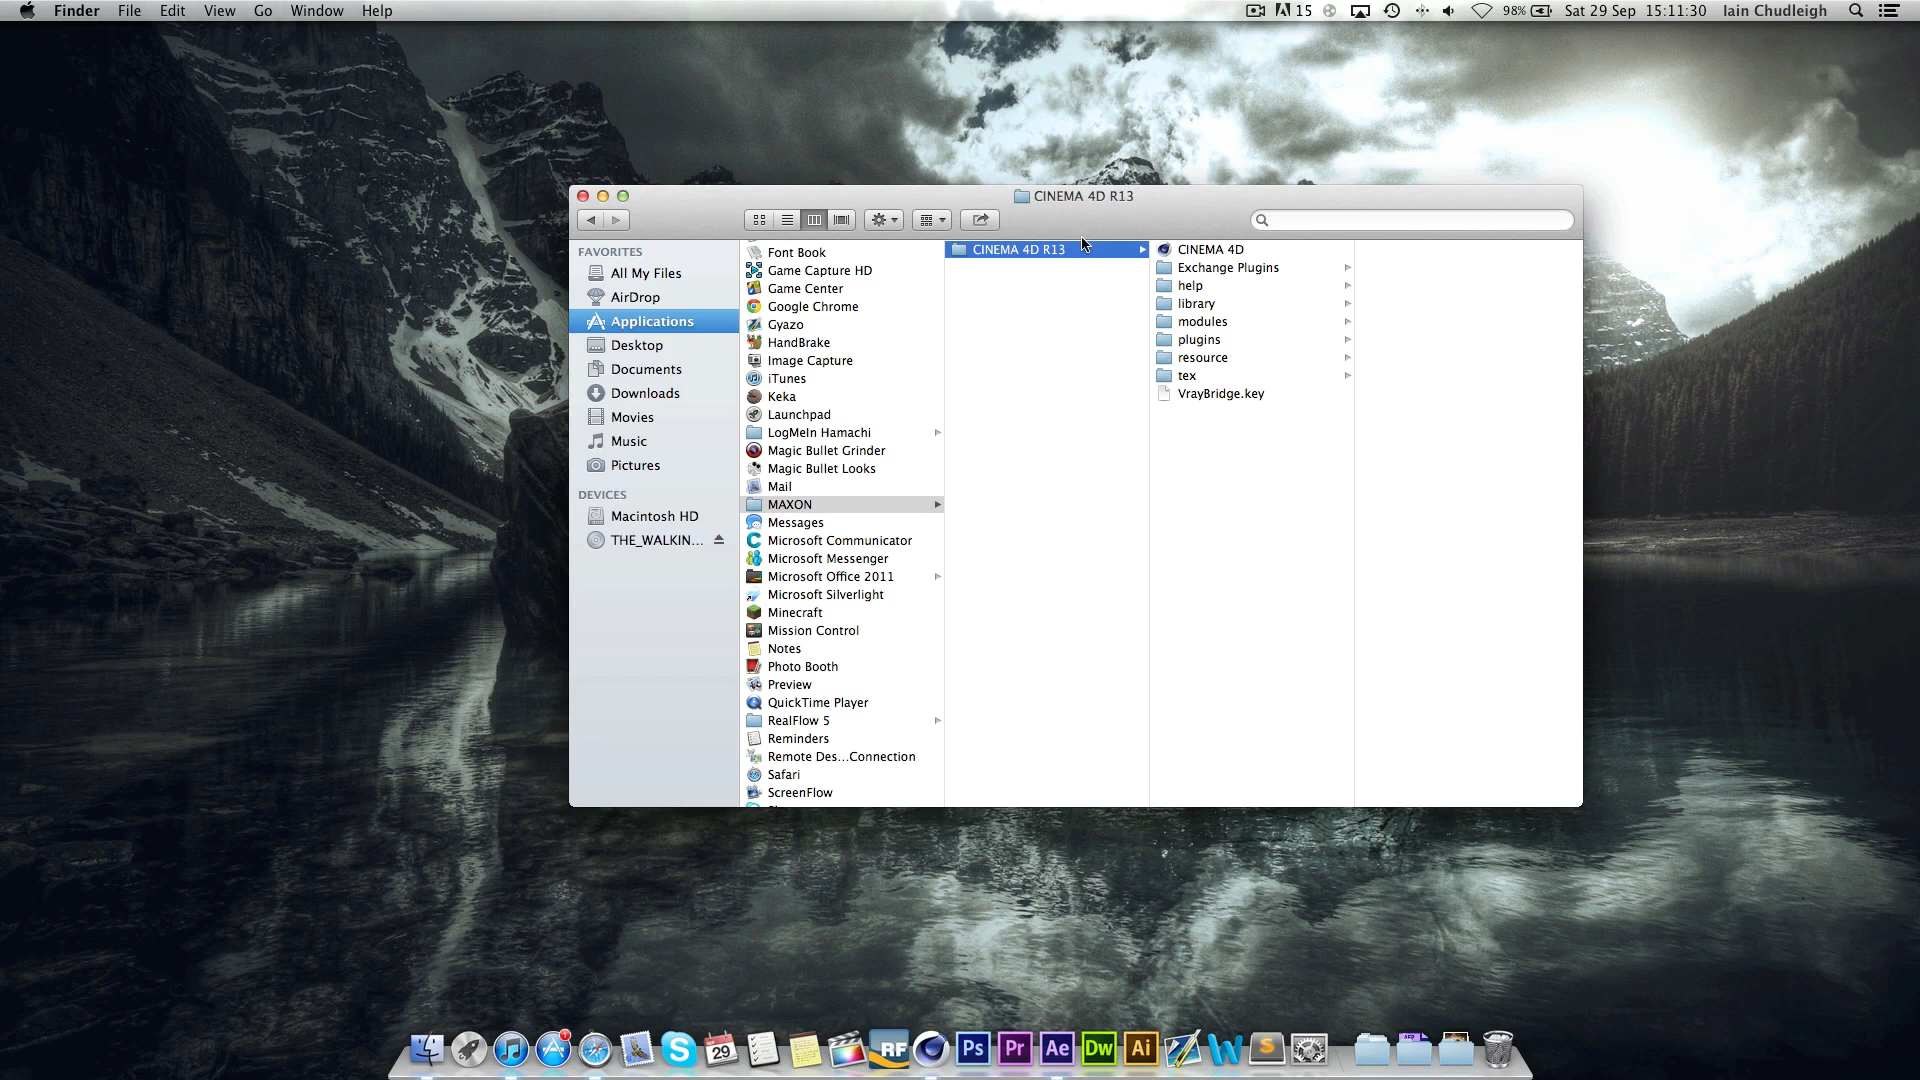 Finder File Edit View Go Window Help
15 98% Sat 29 Sep 15:11:30 Iain Chudleigh
CINEMA 4D R13
FAVORITES
All My Files
AirDrop
Applications
Desktop
Documents
Downloads
Movies
Music
Pictures
DEVICES
Macintosh HD
THE_WALKIN...
Font Book
Game Capture HD
Game Center
Google Chrome
Gyazo
HandBrake
Image Capture
iTunes
Keka
Launchpad
LogMeIn Hamachi
Magic Bullet Grinder
Magic Bullet Looks
Mail
MAXON
Messages
Microsoft Communicator
Microsoft Messenger
Microsoft Office 2011
Microsoft Silverlight
Minecraft
Mission Control
Notes
Photo Booth
Preview
QuickTime Player
RealFlow 5
Reminders
Remote Des...Connection
Safari
ScreenFlow
CINEMA 4D R13
CINEMA 4D
Exchange Plugins
help
library
modules
plugins
resource
tex
VrayBridge.key
29 RF Ps Pr Ae Dw Ai W S